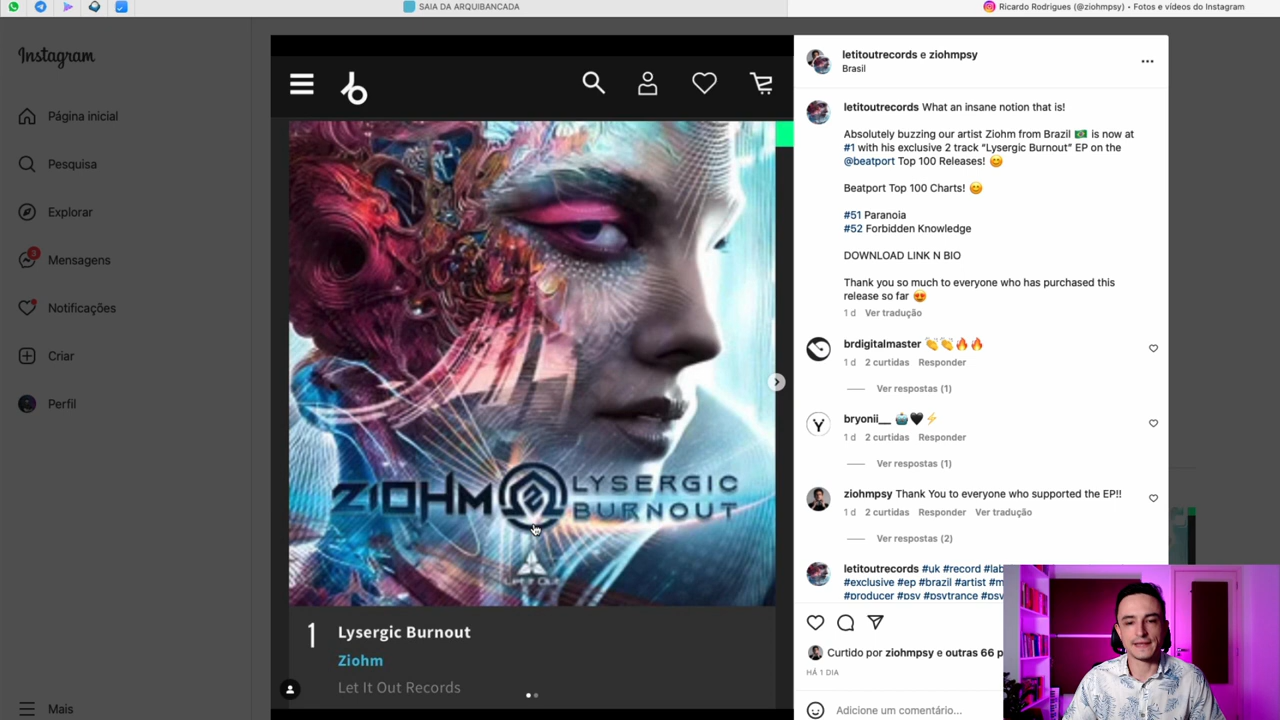 SAIA DA ARQUIBANCADA
Ricardo Rodrigues (@ziohmpsy) • Fotos e vídeos do Instagram
Instagram
Página inicial
Pesquisa
Explorar
3
Mensagens
Notificações
Criar
Perfil
Mais
ZIOHM
LYSERGIC
BURNOUT
Let It Out
1
Lysergic Burnout
Ziohm
Let It Out Records
letitoutrecords e ziohmpsy
Brasil
letitoutrecords What an insane notion that is!
Absolutely buzzing our artist Ziohm from Brazil 🇧🇷 is now at
#1 with his exclusive 2 track “Lysergic Burnout” EP on the
@beatport Top 100 Releases! 😊
Beatport Top 100 Charts! 😊
#51 Paranoia
#52 Forbidden Knowledge
DOWNLOAD LINK N BIO
Thank you so much to everyone who has purchased this
release so far 😍
1 d Ver tradução
brdigitalmaster 👏👏🔥🔥
1 d 2 curtidas Responder
Ver respostas (1)
bryonii__ 🤖🖤⚡
1 d 2 curtidas Responder
Ver respostas (1)
ziohmpsy Thank You to everyone who supported the EP!!
1 d 2 curtidas Responder Ver tradução
Ver respostas (2)
letitoutrecords #uk #record
#exclusive #ep #brazil #artist
#producer #psy #psytrance
Curtido por ziohmpsy e outras 66
HÁ 1 DIA
Adicione um comentário...